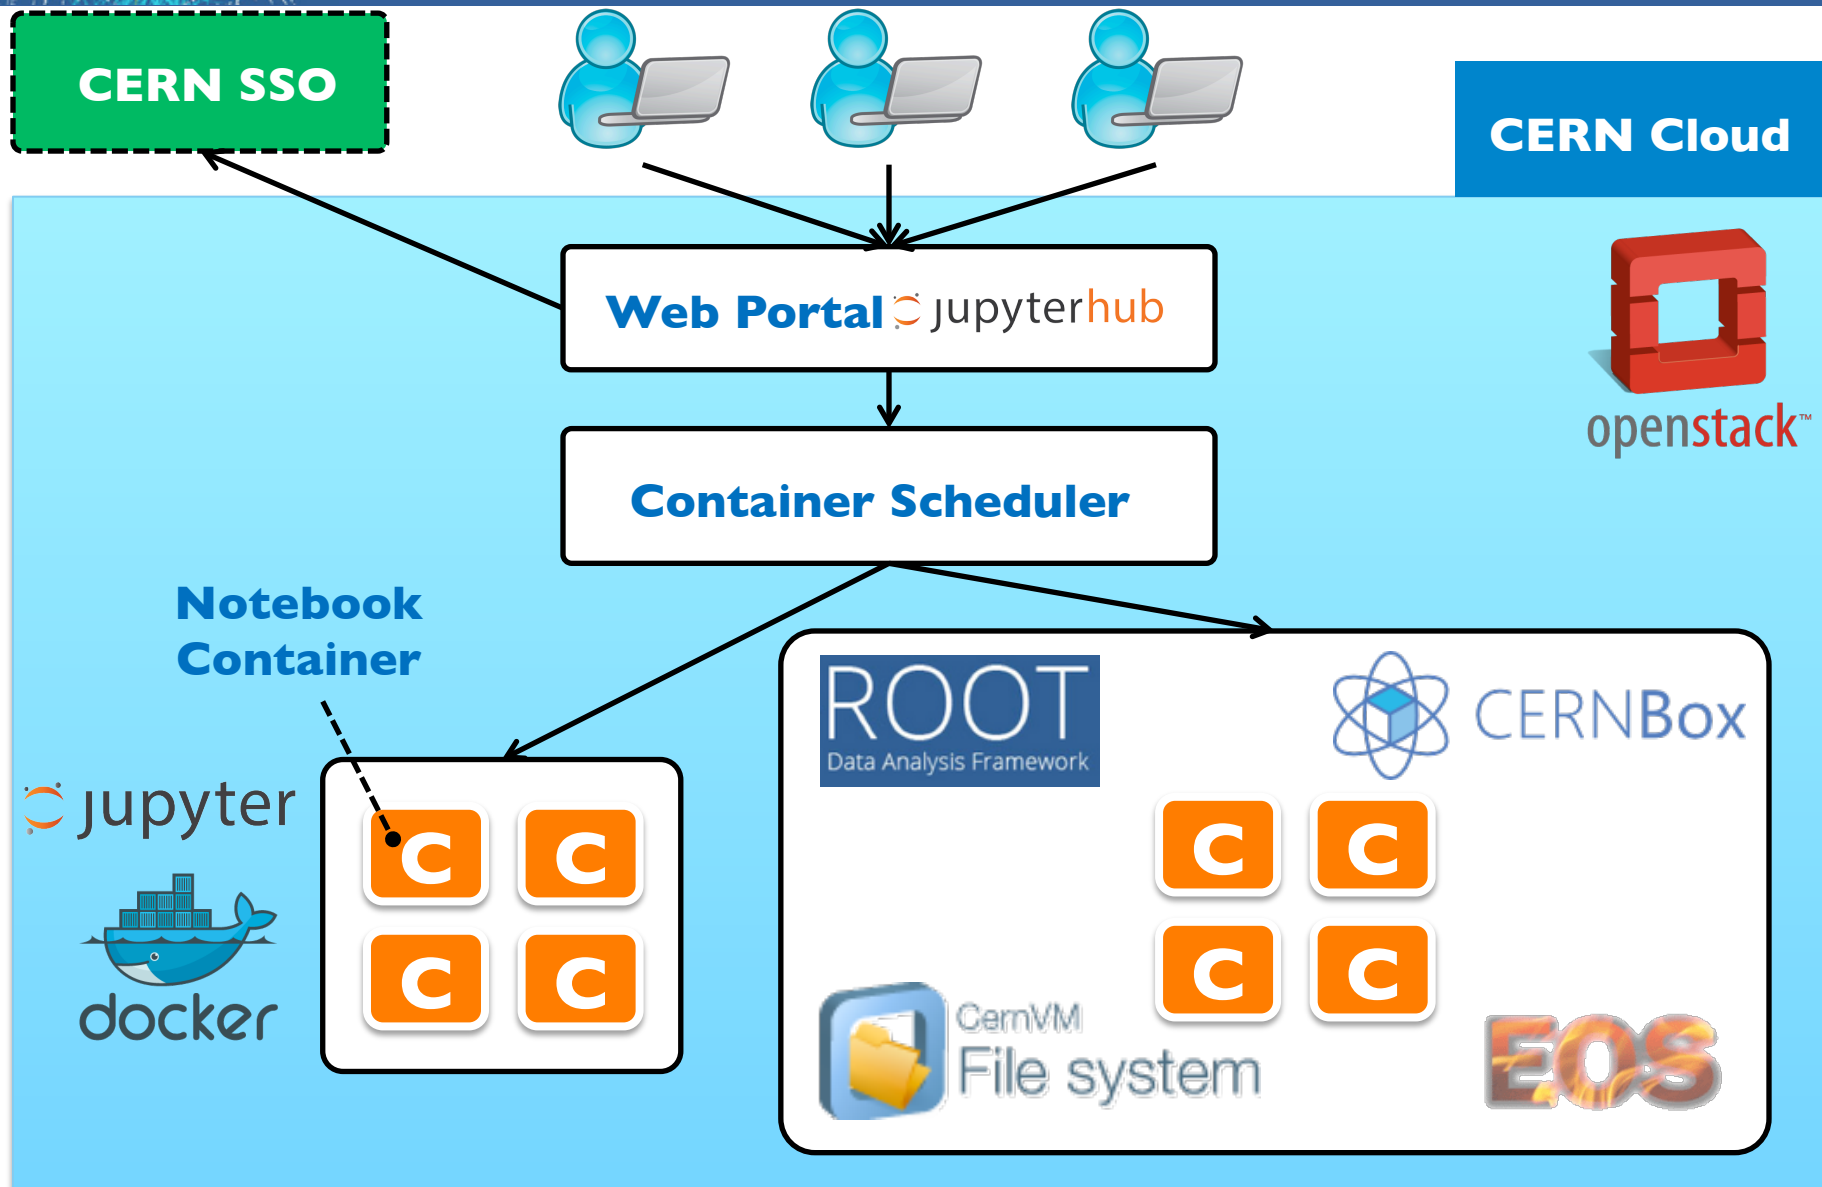 CERN SSO
CERN Cloud
Web Portal jupyterhub
openstack™
Container Scheduler
Notebook
Container
ROOT
Data Analysis Framework
CERNBox
jupyter
C C
C C
docker
C C
C C
CernVM
File system
EOS